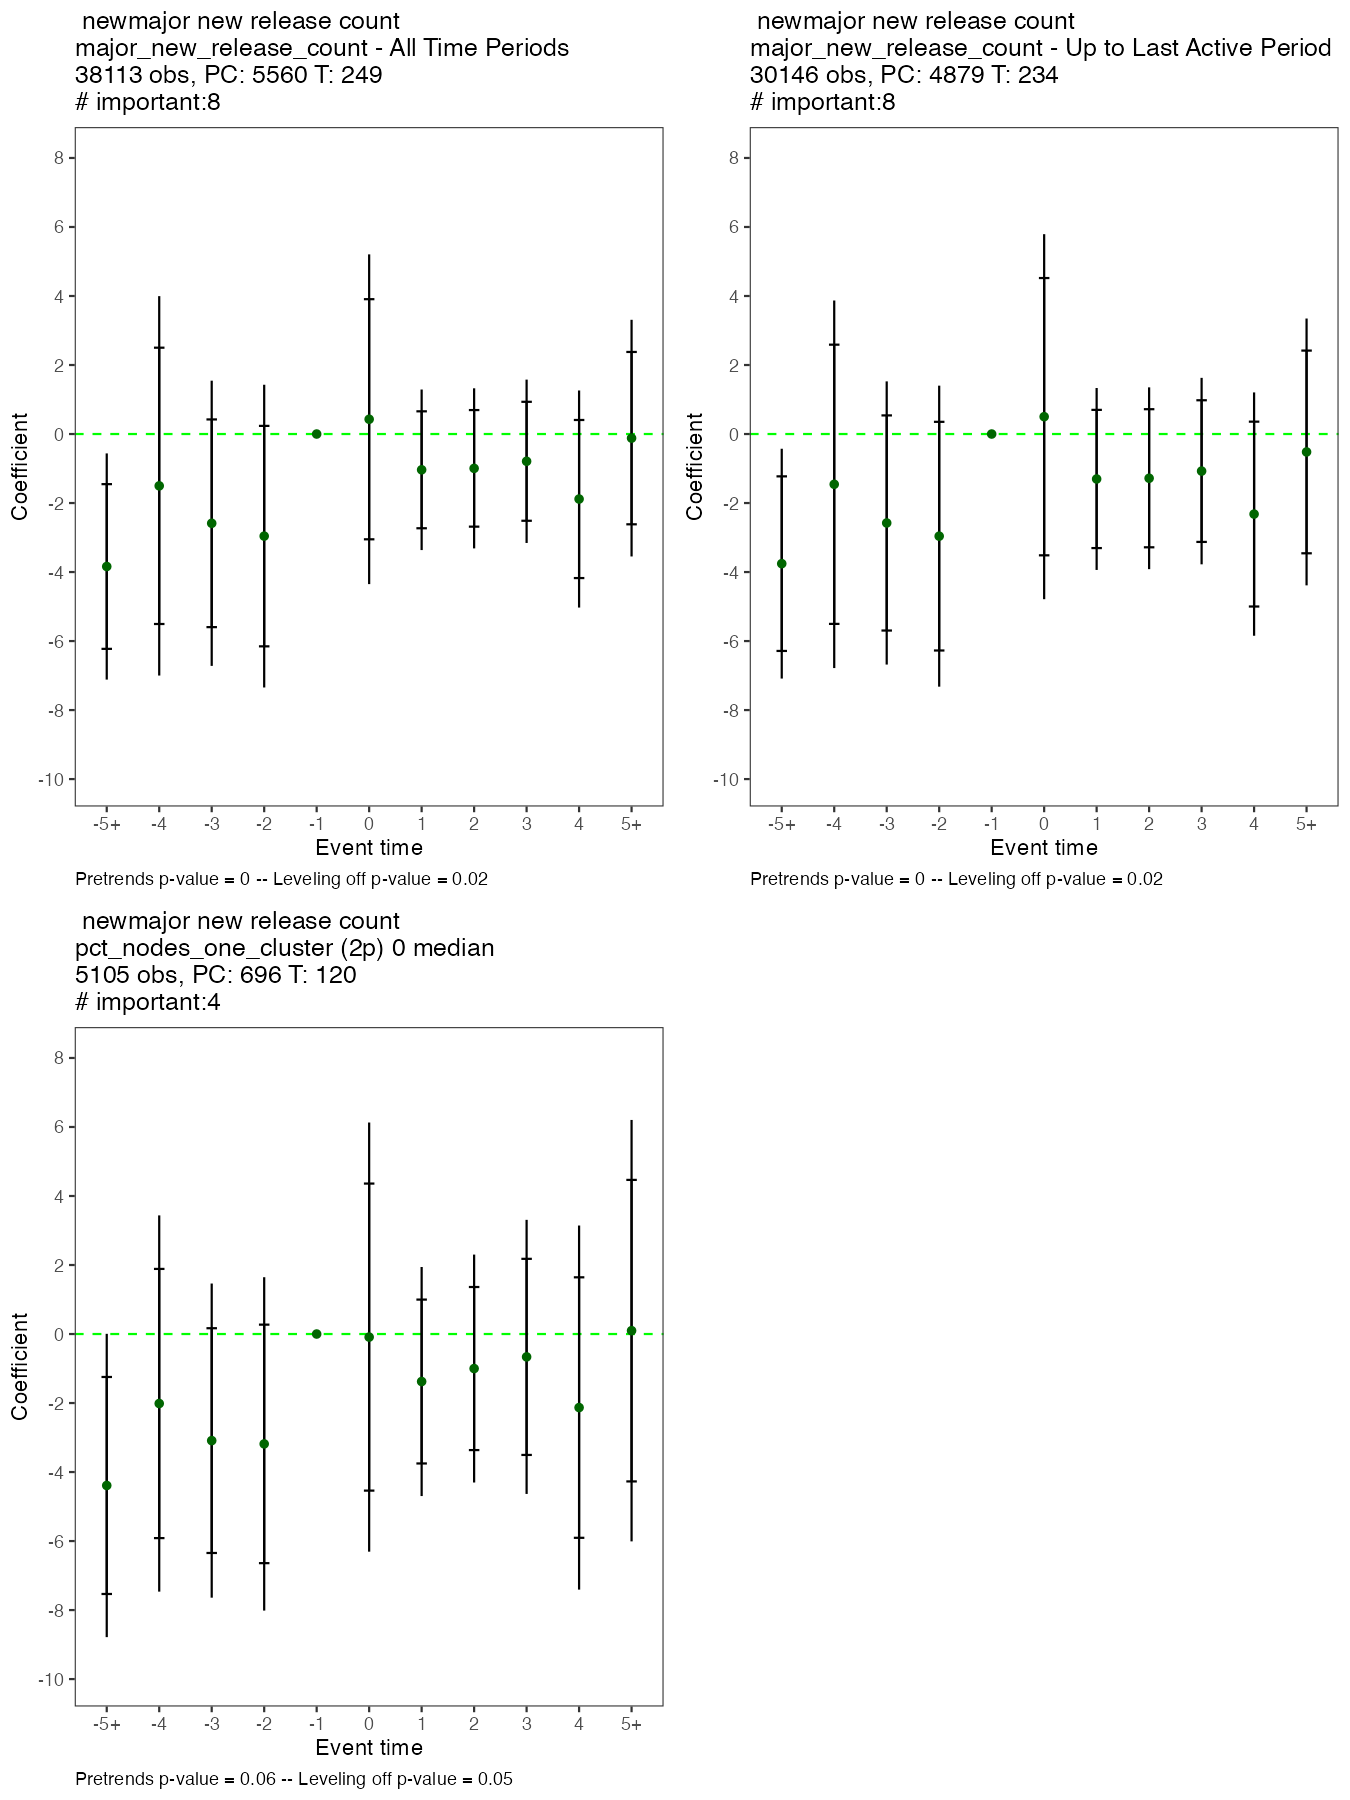 newmajor new release count
major_new_release_count - All Time Periods
38113 obs, PC: 5560 T: 249
# important:8
8
6
4
2
0
-2
-4
-6
-8
-10
Coefficient
-5+ -4 -3 -2 -1 0 1 2 3 4 5+
Event time
Pretrends p-value = 0 -- Leveling off p-value = 0.02
newmajor new release count
major_new_release_count - Up to Last Active Period
30146 obs, PC: 4879 T: 234
# important:8
8
6
4
2
0
-2
-4
-6
-8
-10
Coefficient
-5+ -4 -3 -2 -1 0 1 2 3 4 5+
Event time
Pretrends p-value = 0 -- Leveling off p-value = 0.02
newmajor new release count
pct_nodes_one_cluster (2p) 0 median
5105 obs, PC: 696 T: 120
# important:4
8
6
4
2
0
-2
-4
-6
-8
-10
Coefficient
-5+ -4 -3 -2 -1 0 1 2 3 4 5+
Event time
Pretrends p-value = 0.06 -- Leveling off p-value = 0.05